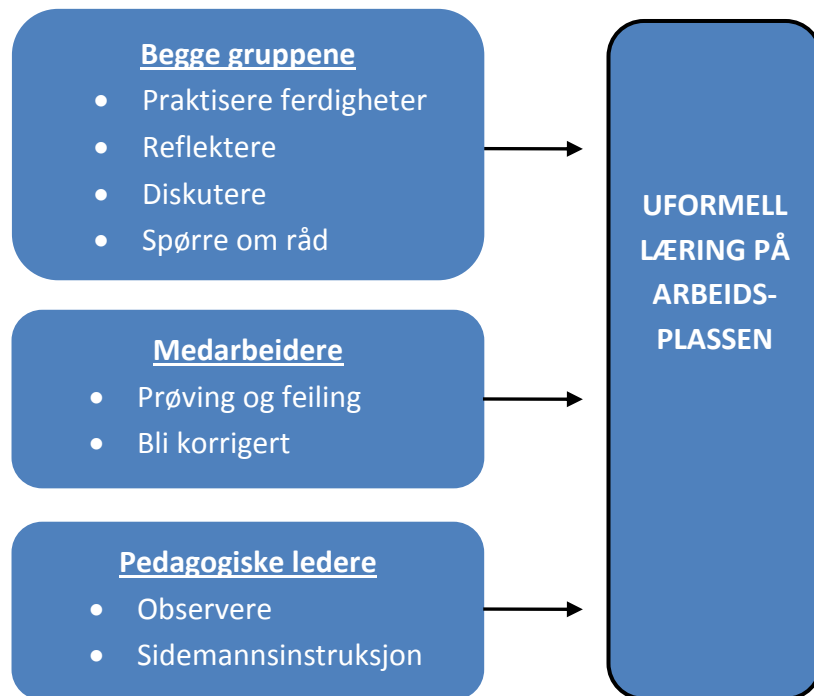 Begge gruppene
• Praktisere ferdigheter
• Reflektere
• Diskutere
• Spørre om råd
Medarbeidere
• Prøving og feiling
• Bli korrigert
Pedagogiske ledere
• Observere
• Sidemannsinstruksjon
UFORMELL
LÆRING PÅ
ARBEIDS-
PLASSEN